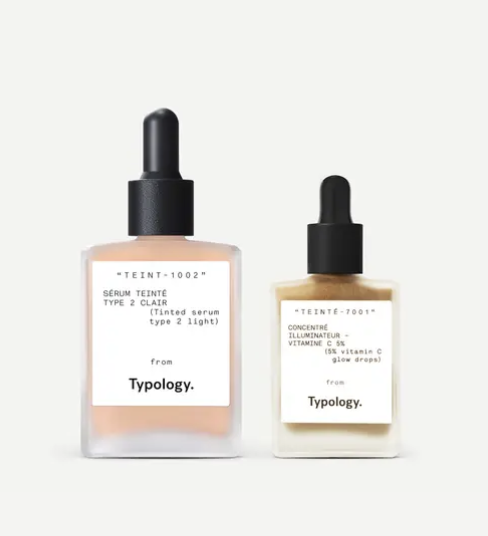 "TEINT-1002"
SÉRUM TEINTÉ
TYPE 2 CLAIR
(Tinted serum
type 2 light)
from
Typology.
"TEINTÉ-7001"
CONCENTRÉ
ILLUMINATEUR -
VITAMINE C 5%
(5% vitamin C
glow drops)
from
Typology.